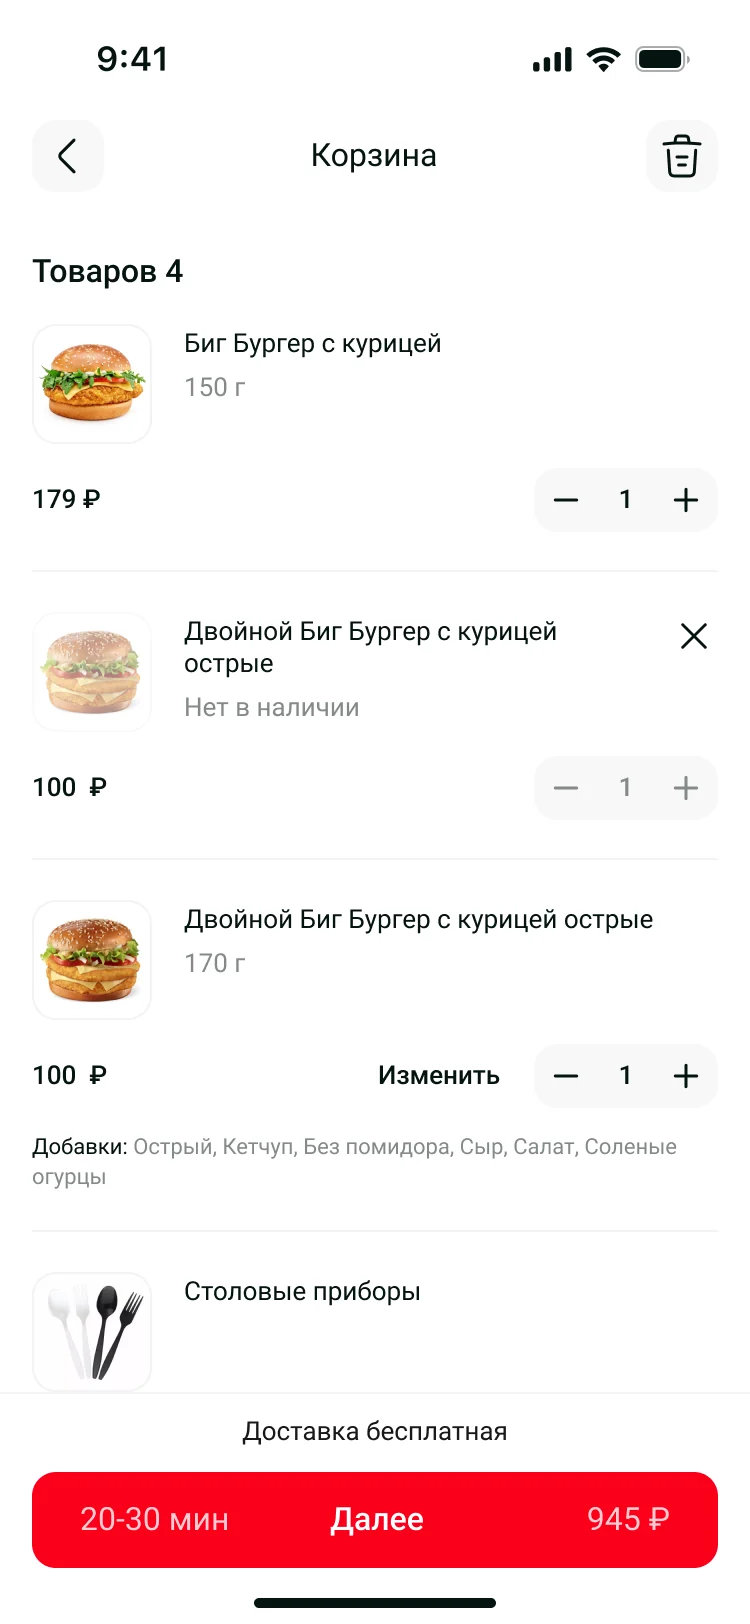 9:41
Корзина
Товаров 4
Биг Бургер с курицей
150 г
179 ₽
1
Двойной Биг Бургер с курицей
острые
Нет в наличии
100 ₽
1
Двойной Биг Бургер с курицей острые
170 г
100 ₽
Изменить
1
Добавки: Острый, Кетчуп, Без помидора, Сыр, Салат, Соленые
огурцы
Столовые приборы
Доставка бесплатная
20-30 мин
Далее
945 ₽